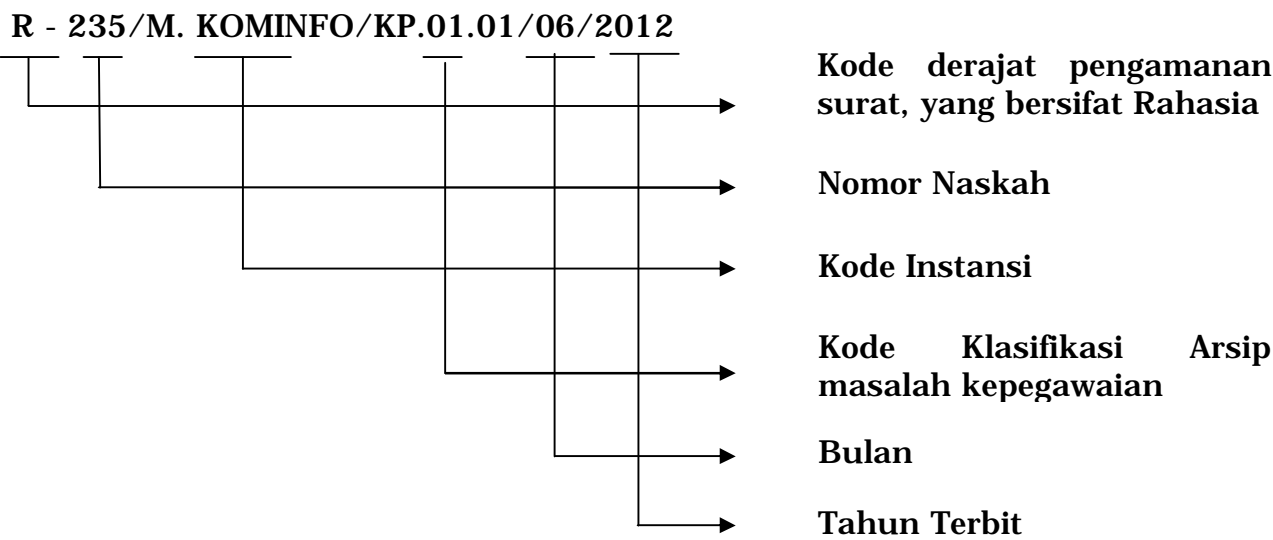 R - 235/M. KOMINFO/KP.01.01/06/2012
Kode derajat pengamanan
surat, yang bersifat Rahasia
Nomor Naskah
Kode Instansi
Kode Klasifikasi Arsip
masalah kepegawaian
Bulan
Tahun Terbit